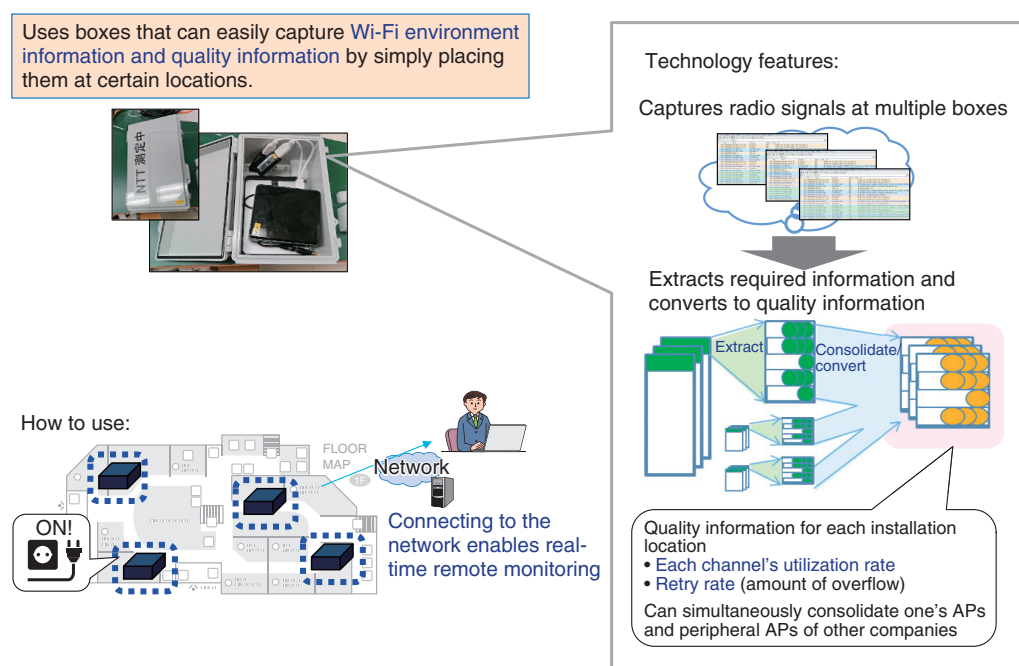 Uses boxes that can easily capture Wi-Fi environment
information and quality information by simply placing
them at certain locations.
NTT 測定中
How to use:
FLOOR
MAP
1F
Network
ON!
Connecting to the
network enables real-
time remote monitoring
Technology features:
Captures radio signals at multiple boxes
Extracts required information and
converts to quality information
Extract
Consolidate/
convert
Quality information for each installation
location
• Each channel's utilization rate
• Retry rate (amount of overflow)
Can simultaneously consolidate one's APs
and peripheral APs of other companies